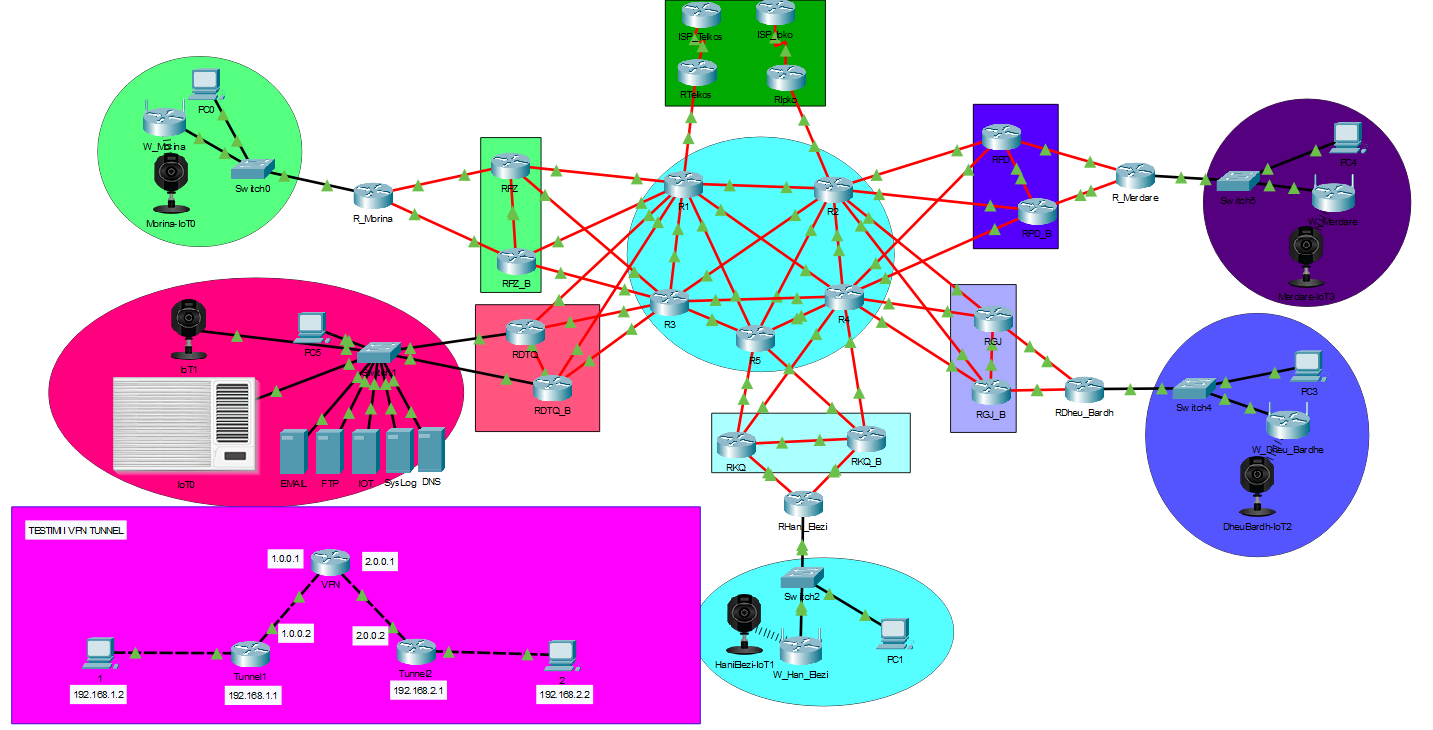 ISP_Telkos
ISP_Ipko
RTelkos
RIpko
PC0
W_Morina
Switch0
Morina-IoT0
R_Morina
RPZ
RPZ_B
R1
R2
R3
R4
R5
RPD
RPD_B
R_Merdare
Switch5
PC4
W_Merdare
Merdare-IoT3
IoT1
PC5
Switch1
IoT0
EMAIL
FTP
IOT
SysLog
DNS
RDTQ
RDTQ_B
RGJ
RGJ_B
RDheu_Bardh
Switch4
PC3
W_Dheu_Bardhe
DheuBardh-IoT2
RKQ
RKQ_B
RHani_Elezi
Switch2
HaniElezi-IoT1
W_Han_Elezi
PC1
TESTIMI I VPN TUNNEL
1.0.0.1
2.0.0.1
VPN
1.0.0.2
2.0.0.2
1
Tunnel1
Tunnel2
2
192.168.1.2
192.168.1.1
192.168.2.1
192.168.2.2